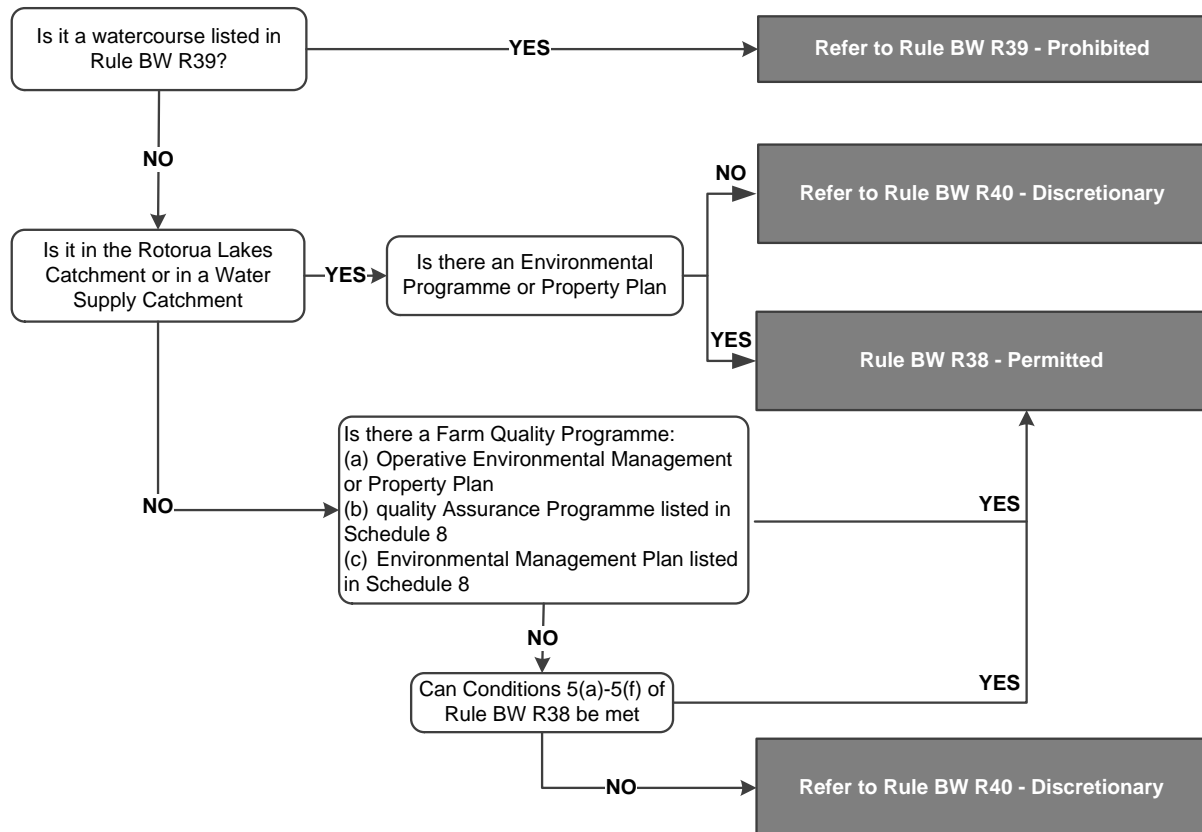 Is it a watercourse listed in
Rule BW R39?
YES
Refer to Rule BW R39 - Prohibited
NO
NO
Refer to Rule BW R40 - Discretionary
Is it in the Rotorua Lakes
Catchment or in a Water
Supply Catchment
YES
Is there an Environmental
Programme or Property Plan
YES
Rule BW R38 - Permitted
Is there a Farm Quality Programme:
(a) Operative Environmental Management
or Property Plan
(b) quality Assurance Programme listed in
Schedule 8
(c) Environmental Management Plan listed
in Schedule 8
NO
YES
NO
Can Conditions 5(a)-5(f) of
Rule BW R38 be met
YES
NO
Refer to Rule BW R40 - Discretionary